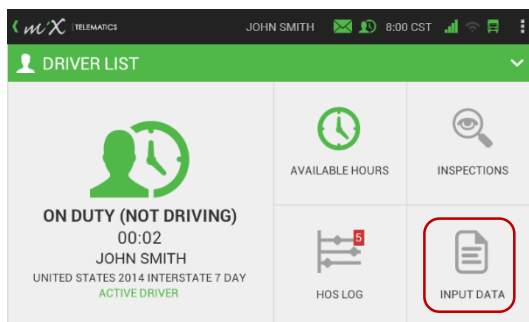 mix TELEMATICS JOHN SMITH 8:00 CST
DRIVER LIST
AVAILABLE HOURS
INSPECTIONS
ON DUTY (NOT DRIVING)
00:02
JOHN SMITH
UNITED STATES 2014 INTERSTATE 7 DAY
ACTIVE DRIVER
5
HOS LOG
INPUT DATA